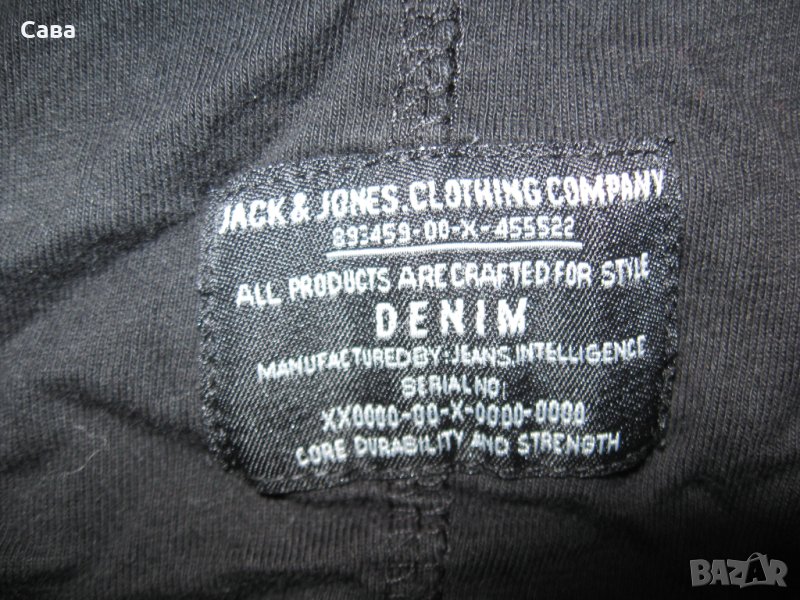 Сава
JACK & JONES CLOTHING COMPANY
893459-00-X-455522
ALL PRODUCTS ARE CRAFTED FOR STYLE
DENIM
MANUFACTURED BY: JEANS INTELLIGENCE
SERIAL NO:
XX0000-00-X-0000-0000
CORE DURABILITY AND STRENGTH
BAZAR